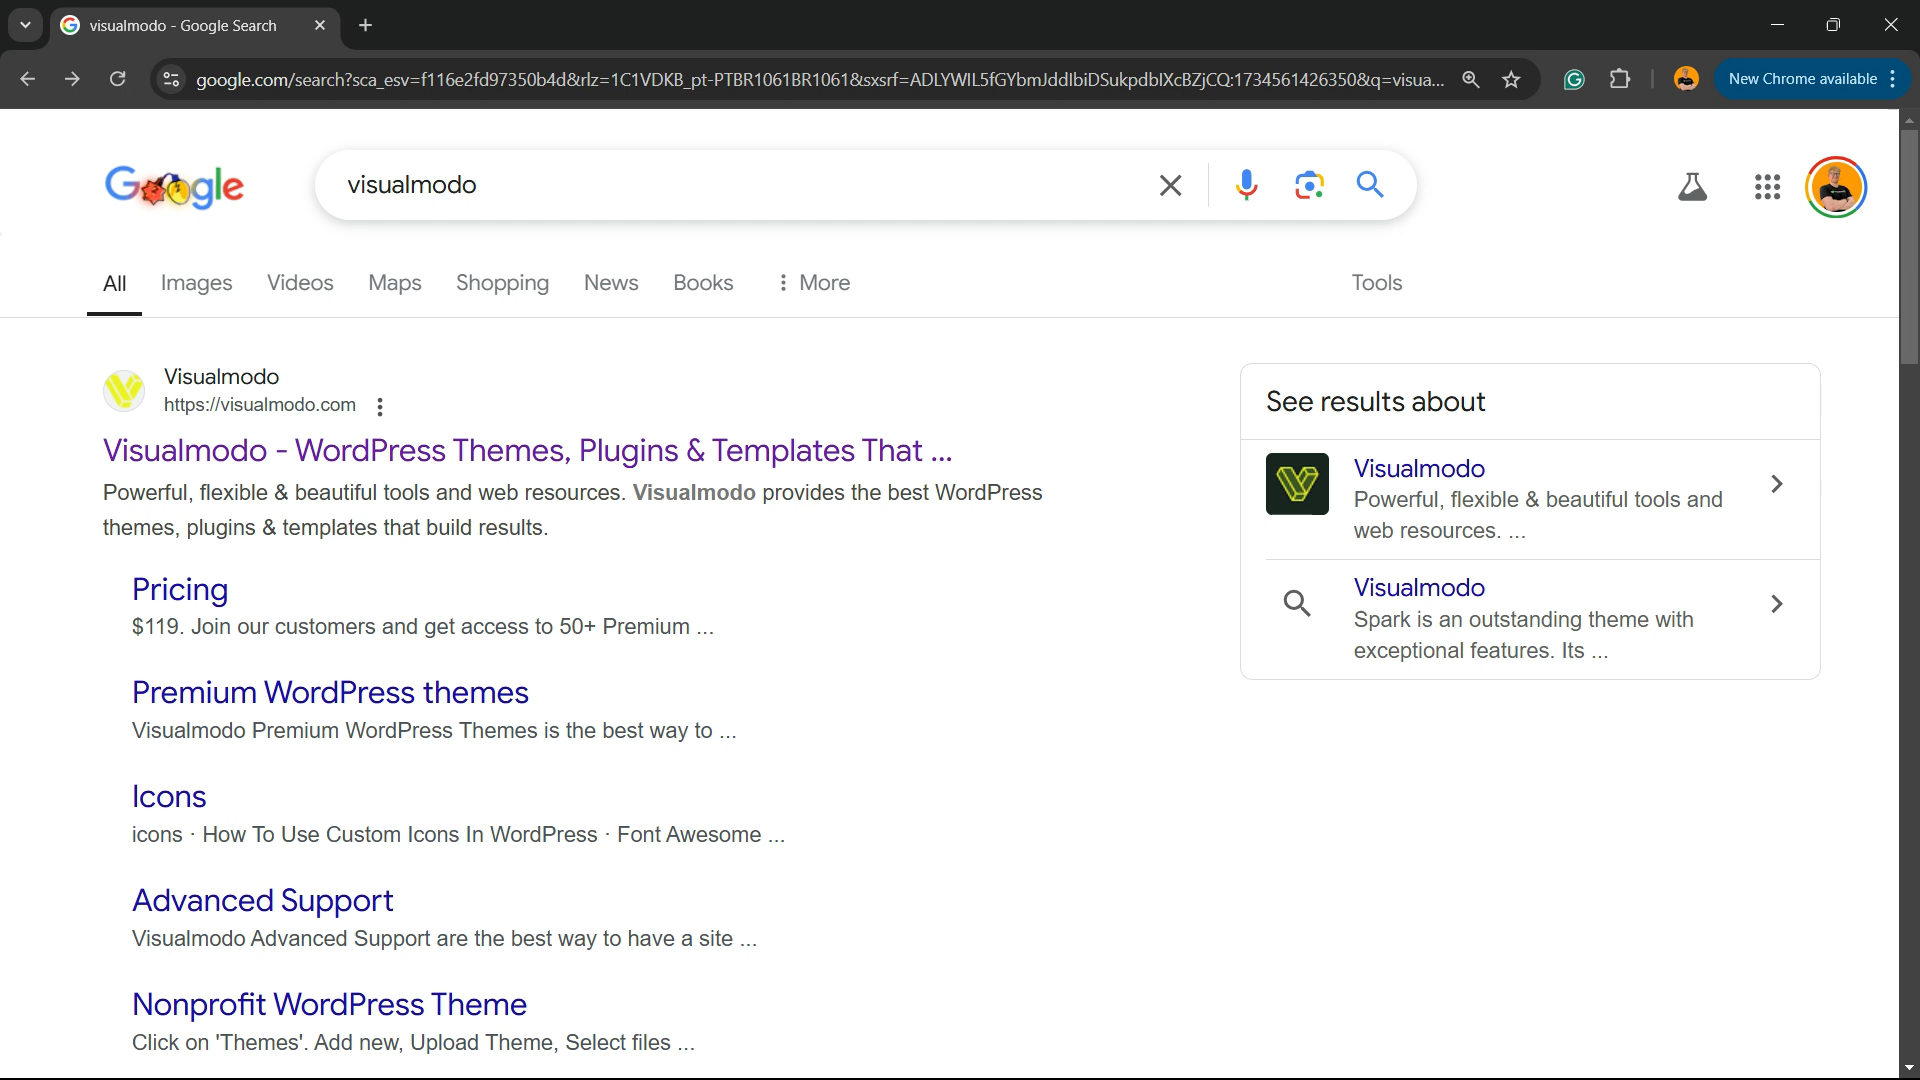 visualmodo - Google Search
google.com/search?sca_esv=f116e2fd97350b4d&rlz=1C1VDKB_pt-PTBR1061BR1061&sxsrf=ADLYWIL5fGYbmJddIbiDSukpdbIXcBZjCQ:1734561426350&q=visua...
New Chrome available
Google
visualmodo
All Images Videos Maps Shopping News Books More Tools
Visualmodo
https://visualmodo.com
Visualmodo - WordPress Themes, Plugins & Templates That ...
Powerful, flexible & beautiful tools and web resources. Visualmodo provides the best WordPress
themes, plugins & templates that build results.
Pricing
$119. Join our customers and get access to 50+ Premium ...
Premium WordPress themes
Visualmodo Premium WordPress Themes is the best way to ...
Icons
icons · How To Use Custom Icons In WordPress · Font Awesome ...
Advanced Support
Visualmodo Advanced Support are the best way to have a site ...
Nonprofit WordPress Theme
Click on 'Themes'. Add new, Upload Theme, Select files ...
See results about
Visualmodo
Powerful, flexible & beautiful tools and
web resources. ...
Visualmodo
Spark is an outstanding theme with
exceptional features. Its ...